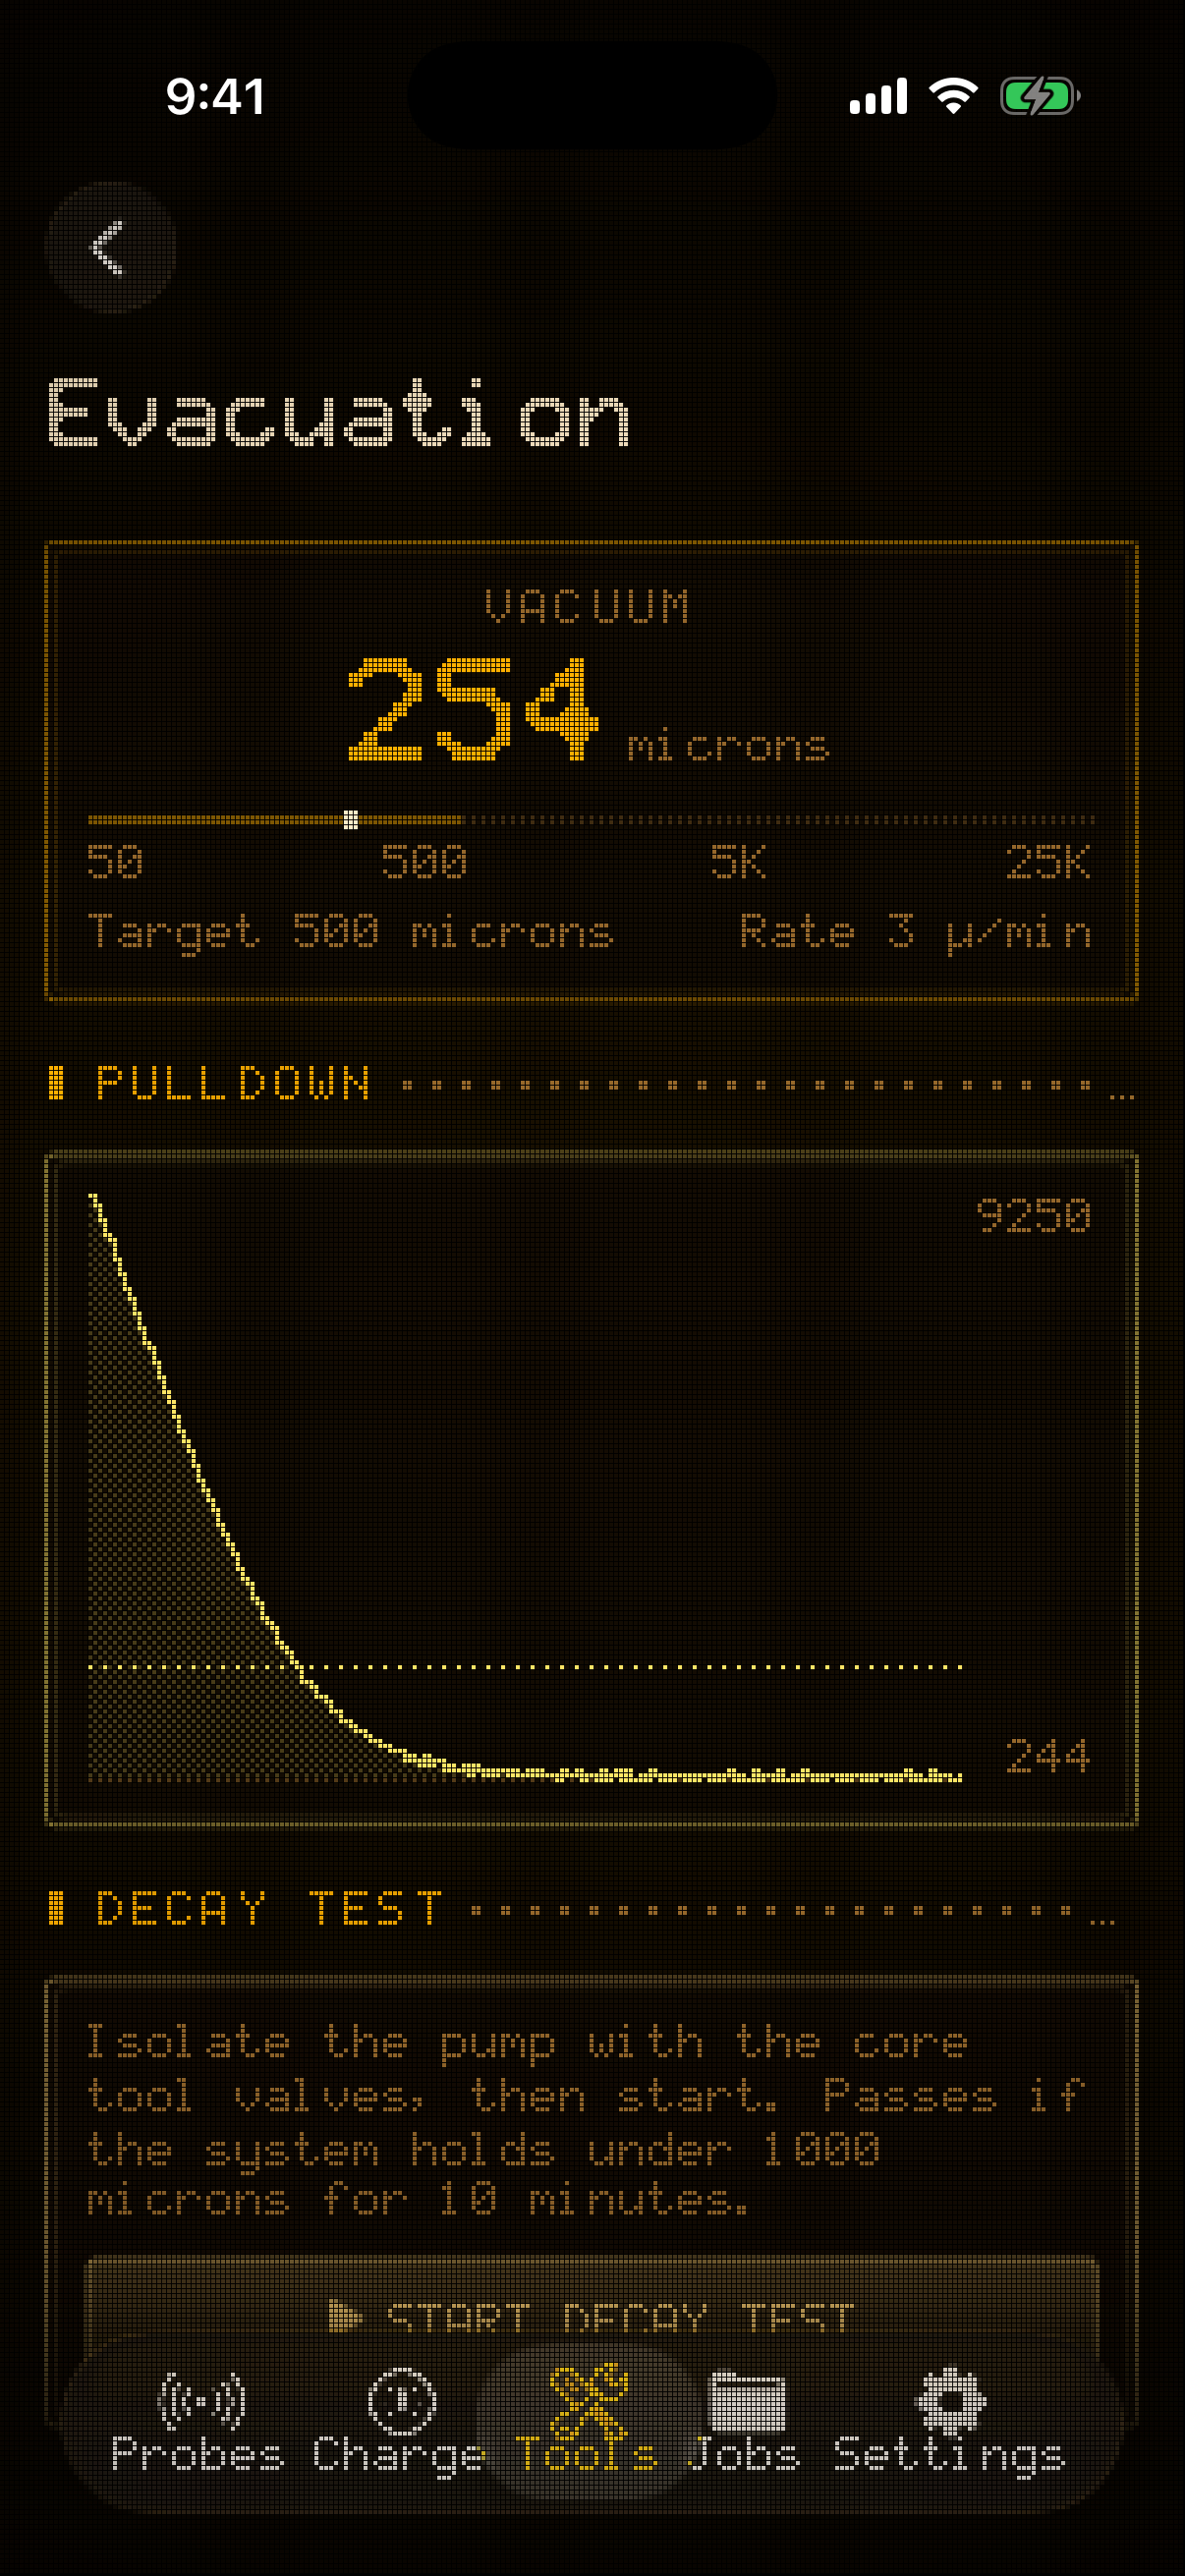 9:41
Evacuation
VACUUM
254 microns
50 500 5K 25K
Target 500 microns Rate 3 µ/min
PULLDOWN ...
9250
244
DECAY TEST ...
Isolate the pump with the core
tool valves, then start. Passes if
the system holds under 1000
microns for 10 minutes.
START DECAY TEST
Probes Charge Tools Jobs Settings